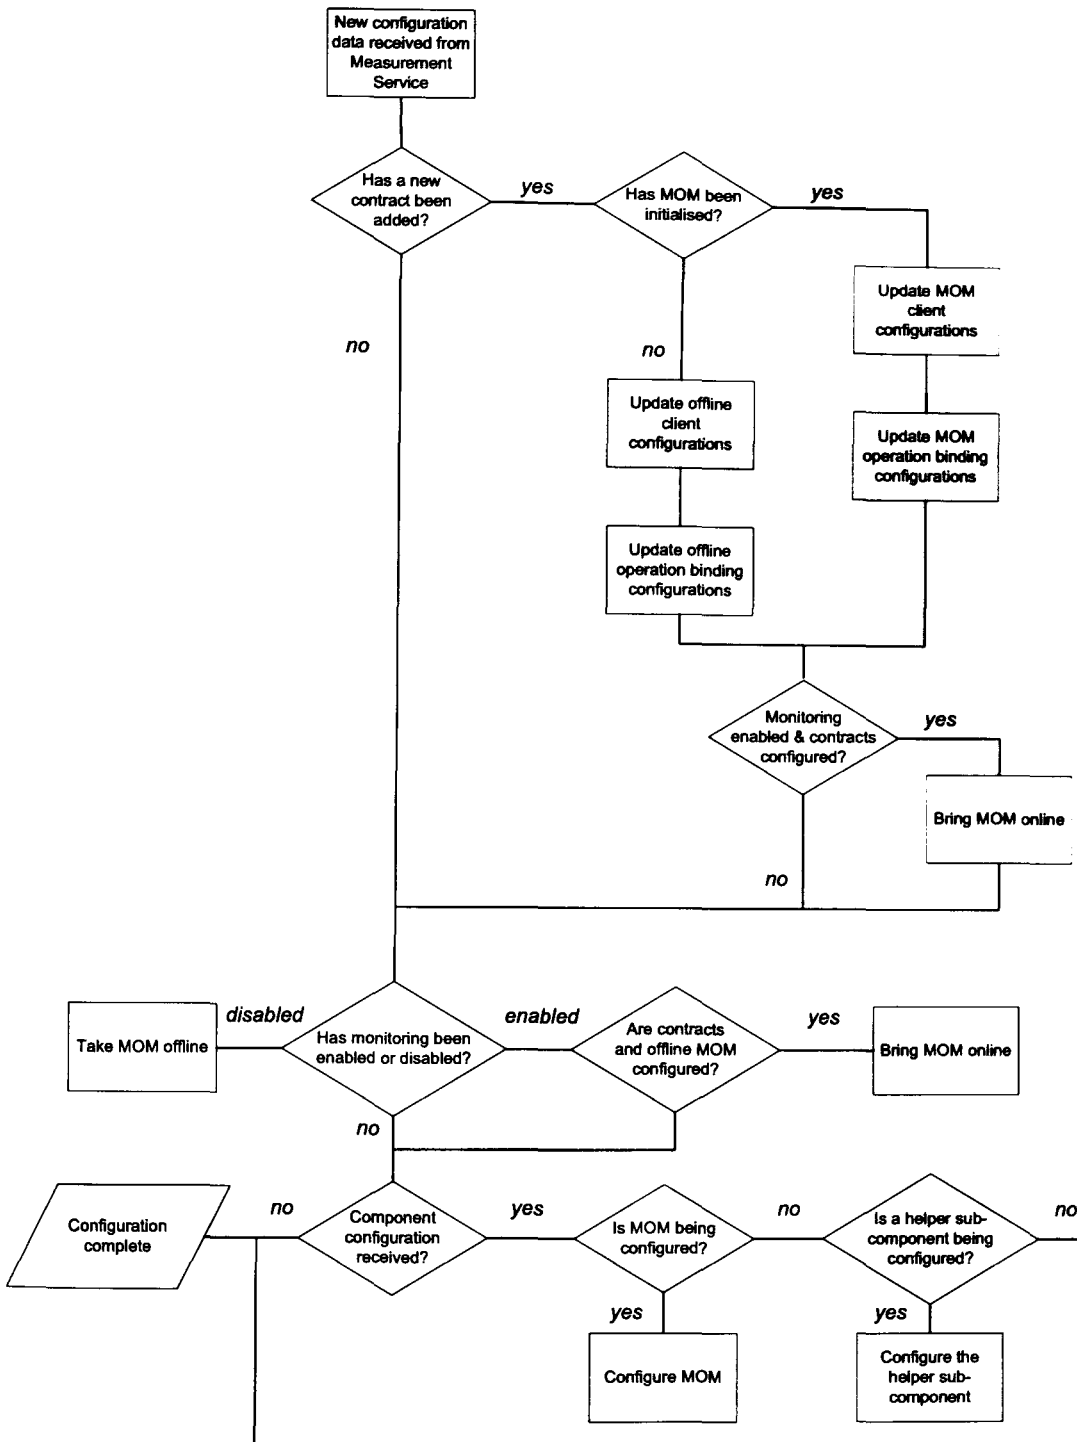 New configuration
data received from
Measurement
Service
Has a new
contract been
added?
yes
Has MOM been
initialised?
yes
Update MOM
client
configurations
no
no
Update offline
client
configurations
Update MOM
operation binding
configurations
Update offline
operation binding
configurations
Monitoring
enabled & contracts
configured?
yes
Bring MOM online
no
Take MOM offline
disabled
Has monitoring been
enabled or disabled?
enabled
Are contracts
and offline MOM
configured?
yes
Bring MOM online
no
Configuration
complete
no
Component
configuration
received?
yes
Is MOM being
configured?
no
Is a helper sub-
component being
configured?
no
yes
Configure MOM
yes
Configure the
helper sub-
component